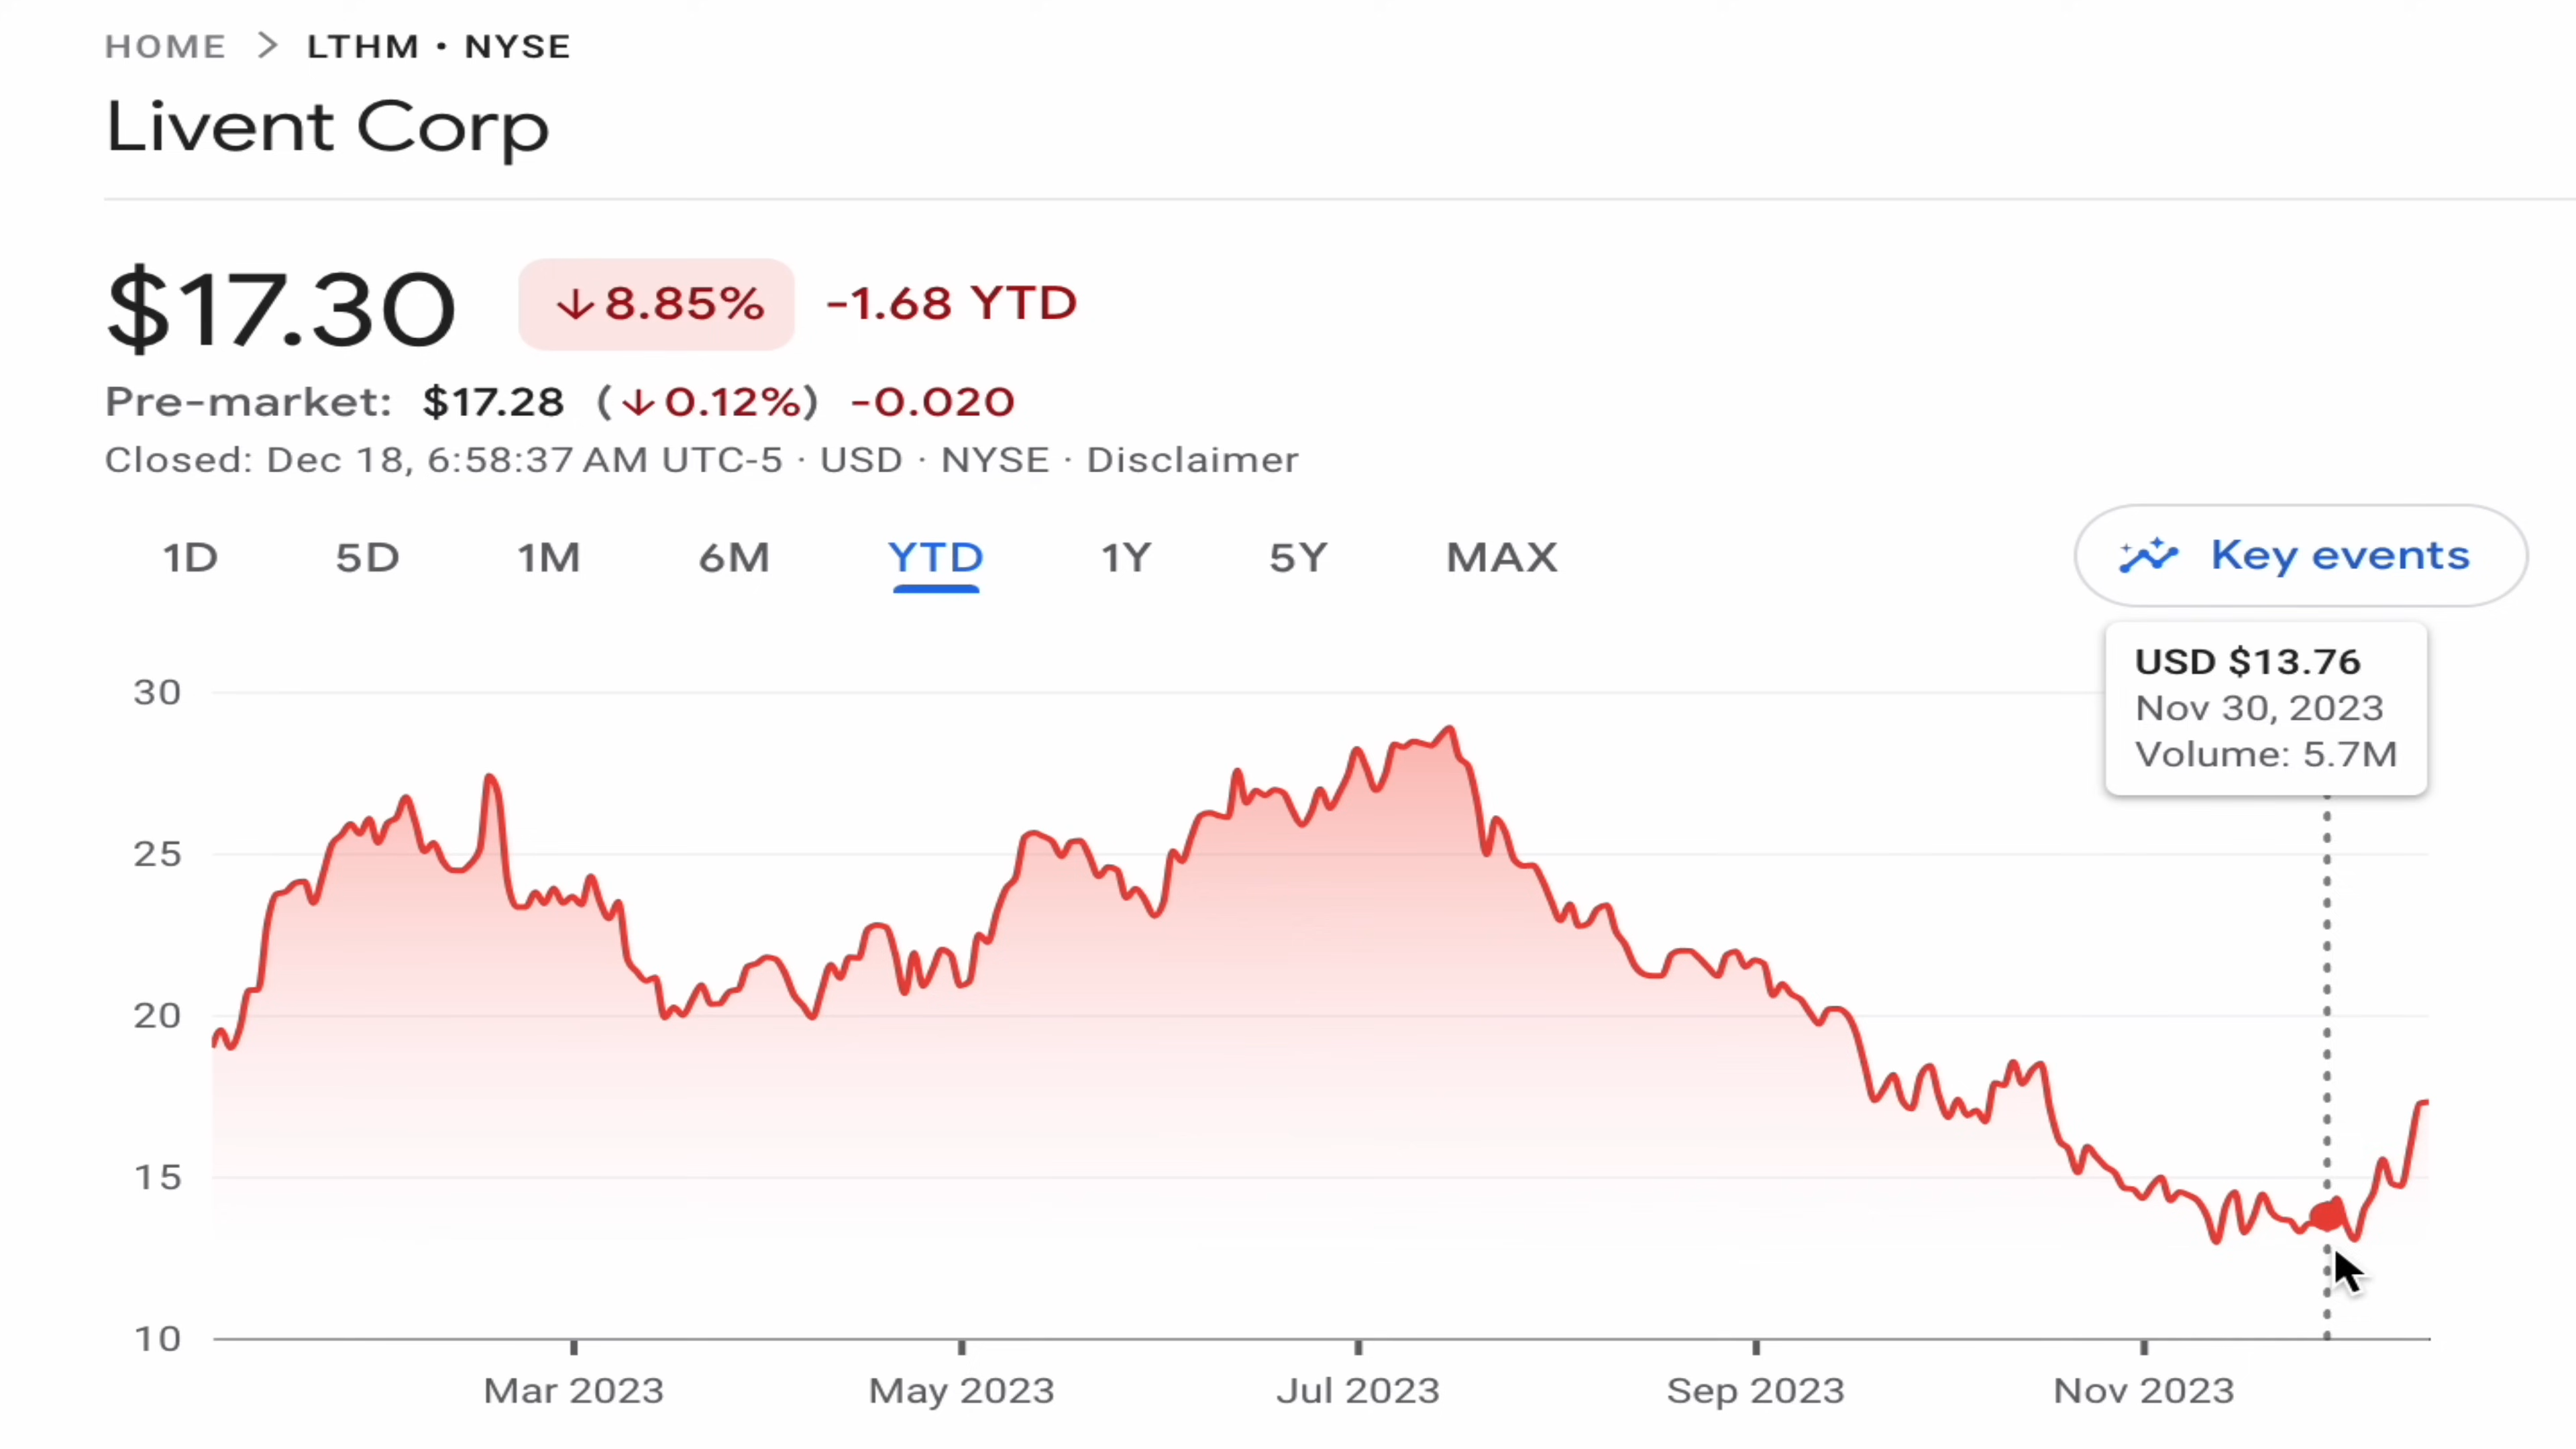 HOME > LTHM • NYSE
Livent Corp
$17.30 ↓8.85% -1.68 YTD
Pre-market: $17.28 (↓0.12%) -0.020
Closed: Dec 18, 6:58:37 AM UTC-5 · USD · NYSE · Disclaimer
1D 5D 1M 6M YTD 1Y 5Y MAX Key events
USD $13.76
Nov 30, 2023
Volume: 5.7M
30
25
20
15
10
Mar 2023 May 2023 Jul 2023 Sep 2023 Nov 2023